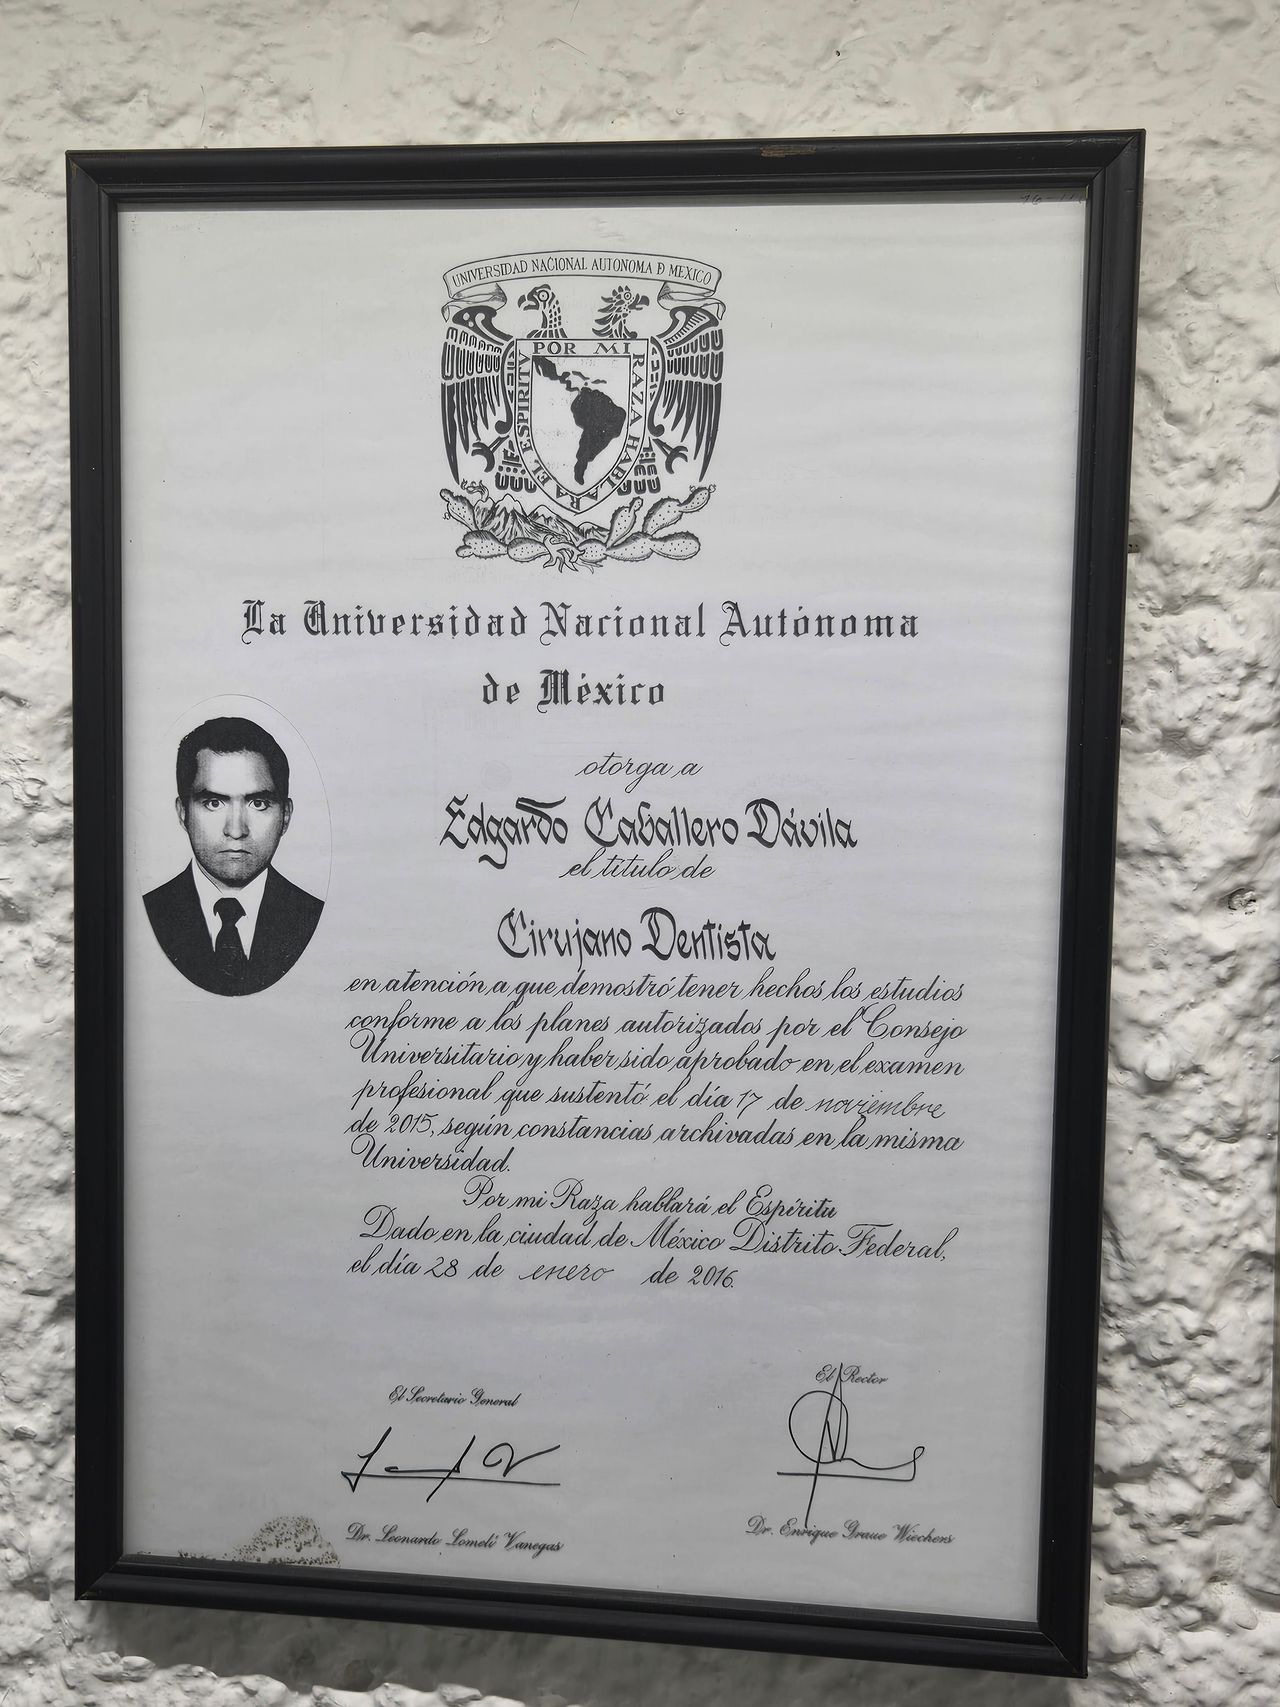 UNIVERSIDAD NACIONAL AUTONOMA D MEXICO
POR MI RAZA HABLARA EL ESPIRITU
La Universidad Nacional Autónoma
de México
otorga a
Edgardo Caballero Dávila
el título de
Cirujano Dentista
en atención a que demostró tener hechos los estudios
conforme a los planes autorizados por el Consejo
Universitario y haber sido aprobado en el examen
profesional que sustentó el día 17 de noviembre
de 2015, según constancias archivadas en la misma
Universidad.
Por mi Raza hablará el Espíritu
Dado en la ciudad de México Distrito Federal,
el día 28 de enero de 2016.
El Secretario General
El Rector
Dr. Leonardo Lomelí Vanegas
Dr. Enrique Graue Wiechers